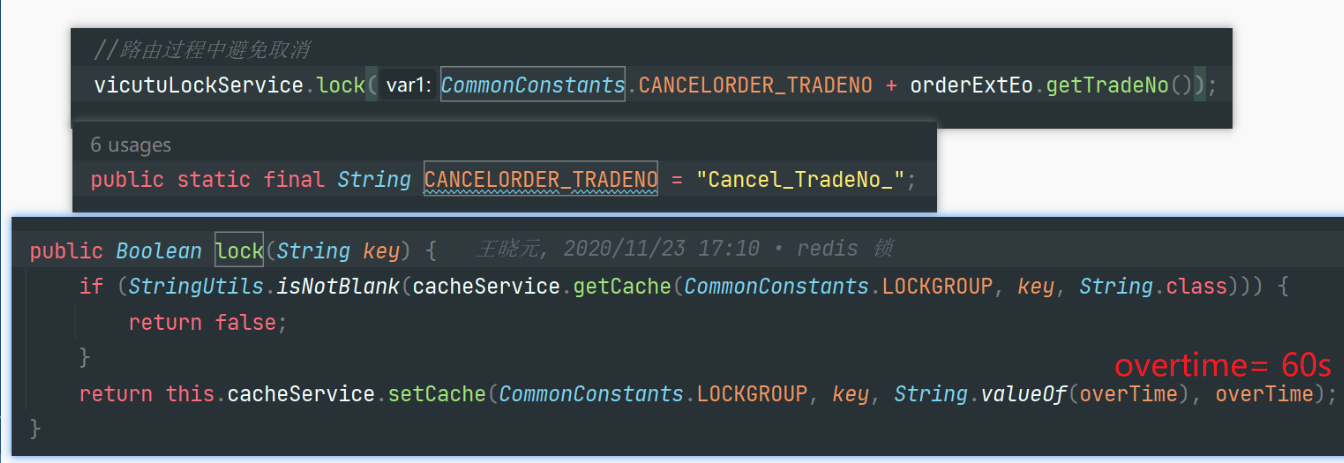 //路由过程中避免取消
vicutuLockService.lock( var1: CommonConstants.CANCELORDER_TRADENO + orderExtEo.getTradeNo());
6 usages
public static final String CANCELORDER_TRADENO = "Cancel_TradeNo_";
public Boolean lock(String key) { 王晓元, 2020/11/23 17:10 • redis 锁
if (StringUtils.isNotBlank(cacheService.getCache(CommonConstants.LOCKGROUP, key, String.class))) {
return false;
}
overtime= 60s
return this.cacheService.setCache(CommonConstants.LOCKGROUP, key, String.valueOf(overTime), overTime);
}